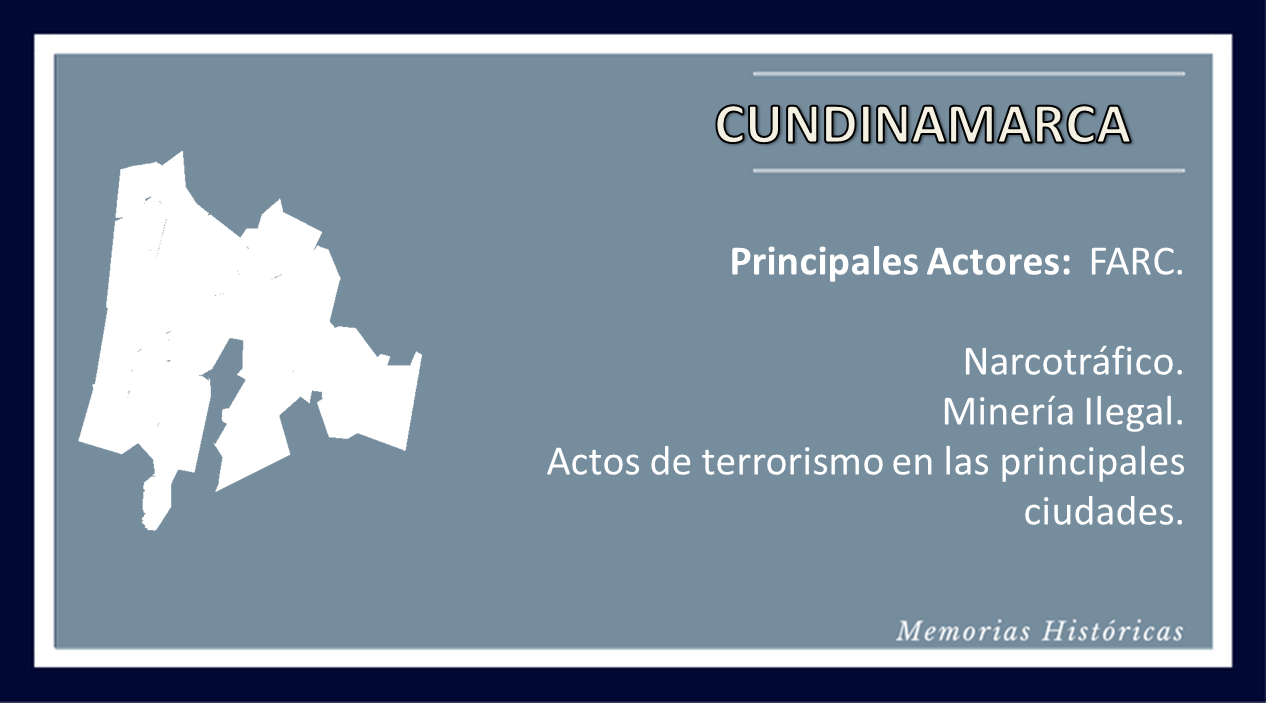 CUNDINAMARCA
Principales Actores: FARC.
Narcotráfico.
Minería Ilegal.
Actos de terrorismo en las principales
ciudades.
Memorias Históricas